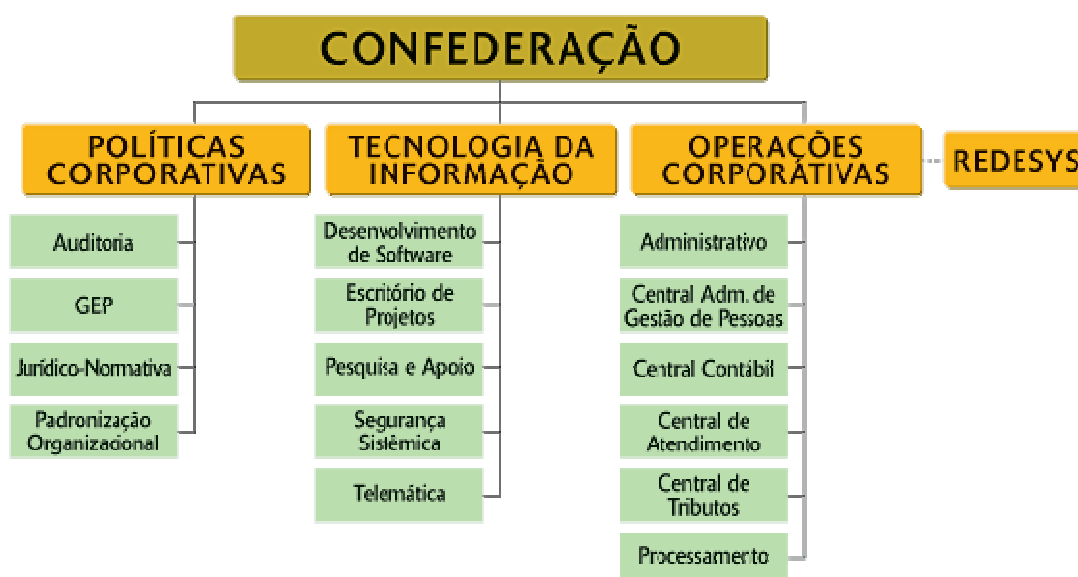 CONFEDERAÇÃO
POLÍTICAS
CORPORATIVAS
TECNOLOGIA DA
INFORMAÇÃO
OPERAÇÕES
CORPORATIVAS
REDESYS
Auditoria
GEP
Jurídico-Normativa
Padronização
Organizacional
Desenvolvimento
de Software
Escritório de
Projetos
Pesquisa e Apoio
Segurança
Sistêmica
Telemática
Administrativo
Central Adm. de
Gestão de Pessoas
Central Contábil
Central de
Atendimento
Central de
Tributos
Processamento